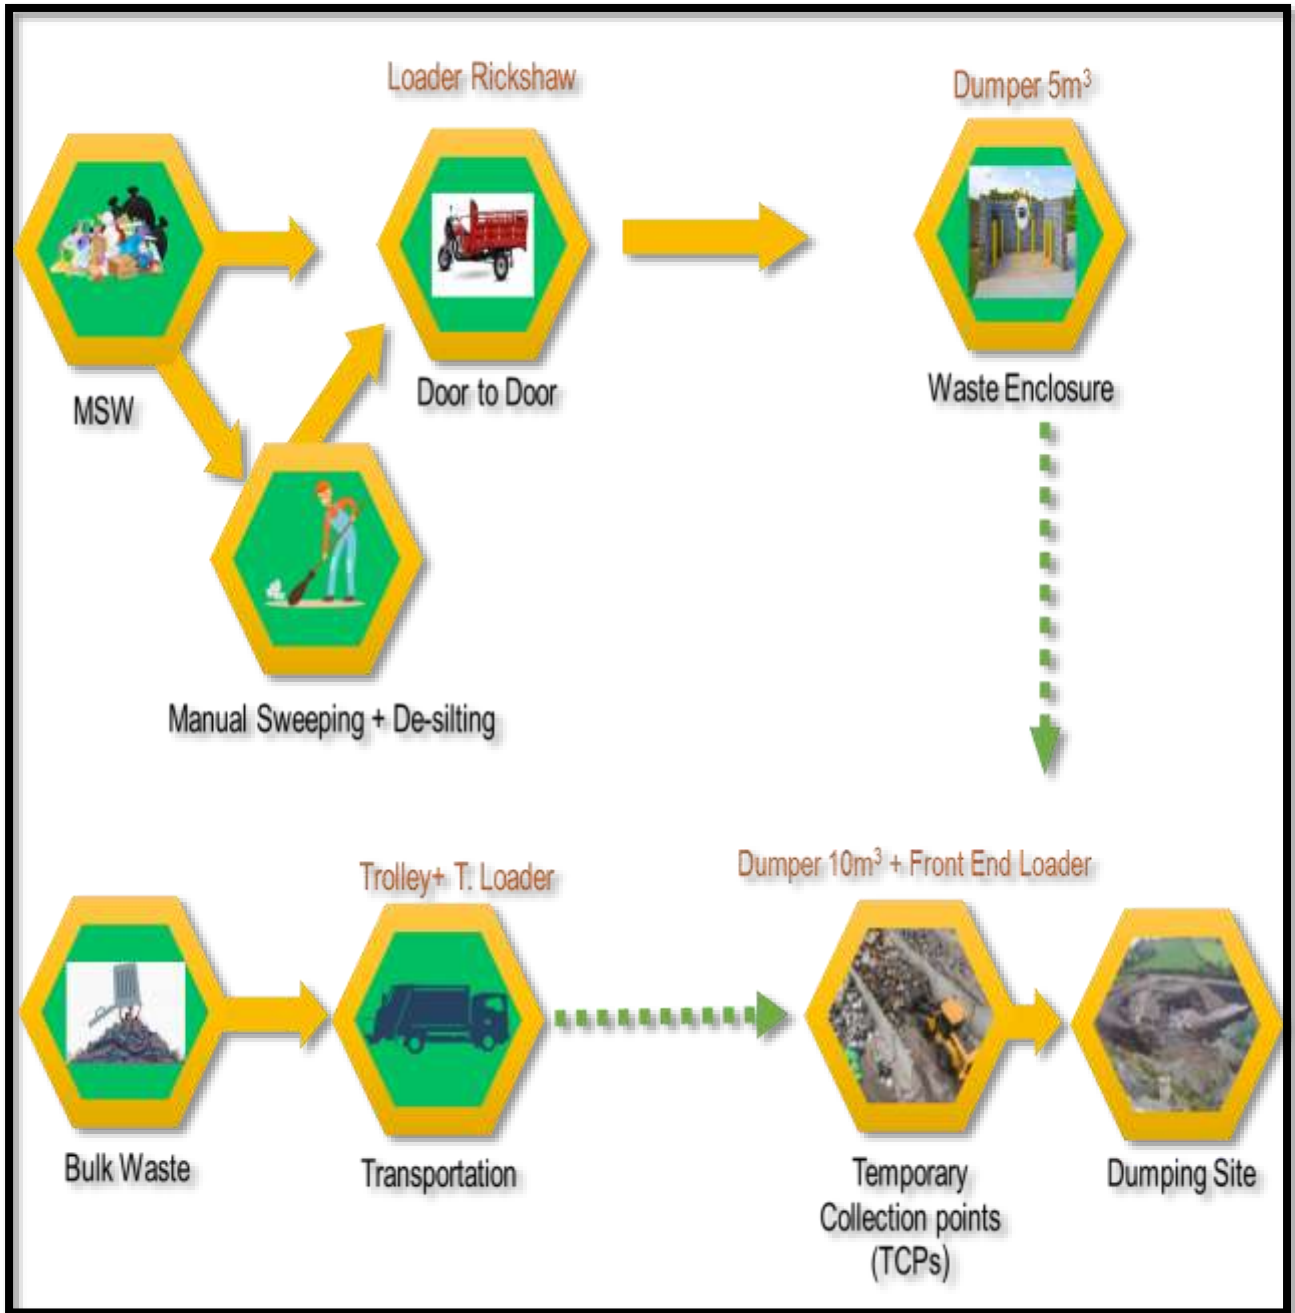 Loader Rickshaw
Dumper 5m³
MSW
Door to Door
Waste Enclosure
Manual Sweeping + De-silting
Trolley+ T. Loader
Dumper 10m³ + Front End Loader
Bulk Waste
Transportation
Temporary
Collection points
(TCPs)
Dumping Site